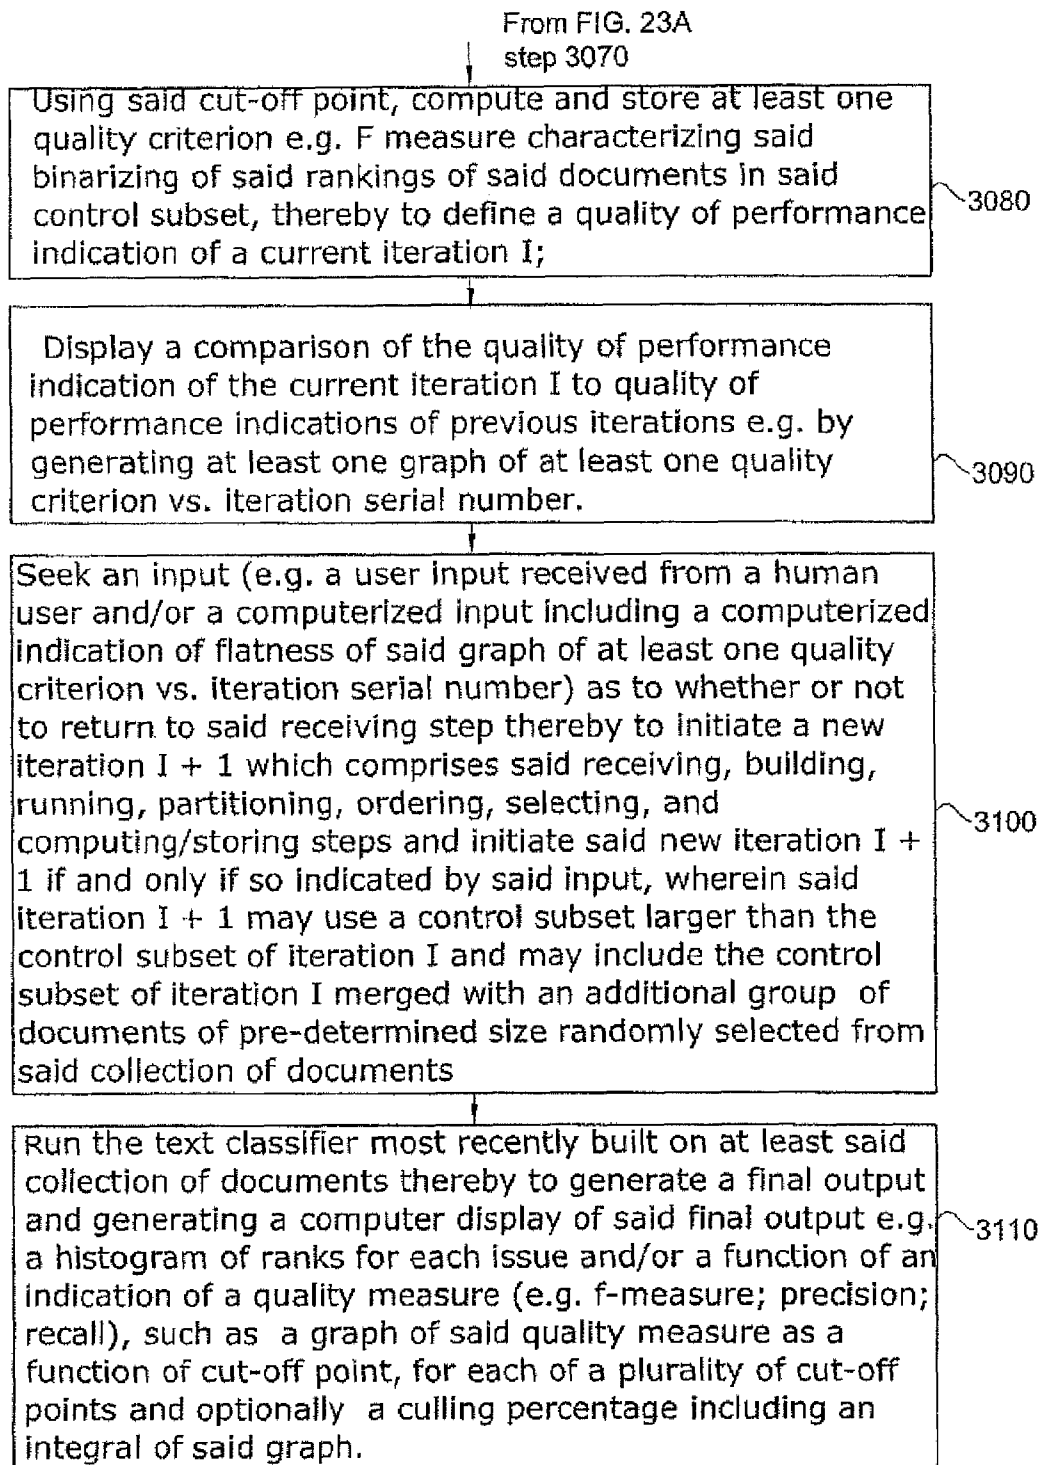 From FIG. 23A
step 3070
Using said cut-off point, compute and store at least one
quality criterion e.g. F measure characterizing said
binarizing of said rankings of said documents in said
control subset, thereby to define a quality of performance
indication of a current iteration I;
3080
Display a comparison of the quality of performance
indication of the current iteration I to quality of
performance indications of previous iterations e.g. by
generating at least one graph of at least one quality
criterion vs. iteration serial number.
3090
Seek an input (e.g. a user input received from a human
user and/or a computerized input including a computerized
indication of flatness of said graph of at least one quality
criterion vs. iteration serial number) as to whether or not
to return to said receiving step thereby to initiate a new
iteration I + 1 which comprises said receiving, building,
running, partitioning, ordering, selecting, and
computing/storing steps and initiate said new iteration I +
1 if and only if so indicated by said input, wherein said
iteration I + 1 may use a control subset larger than the
control subset of iteration I and may include the control
subset of iteration I merged with an additional group of
documents of pre-determined size randomly selected from
said collection of documents
3100
Run the text classifier most recently built on at least said
collection of documents thereby to generate a final output
and generating a computer display of said final output e.g.
a histogram of ranks for each issue and/or a function of an
indication of a quality measure (e.g. f-measure; precision;
recall), such as a graph of said quality measure as a
function of cut-off point, for each of a plurality of cut-off
points and optionally a culling percentage including an
integral of said graph.
3110